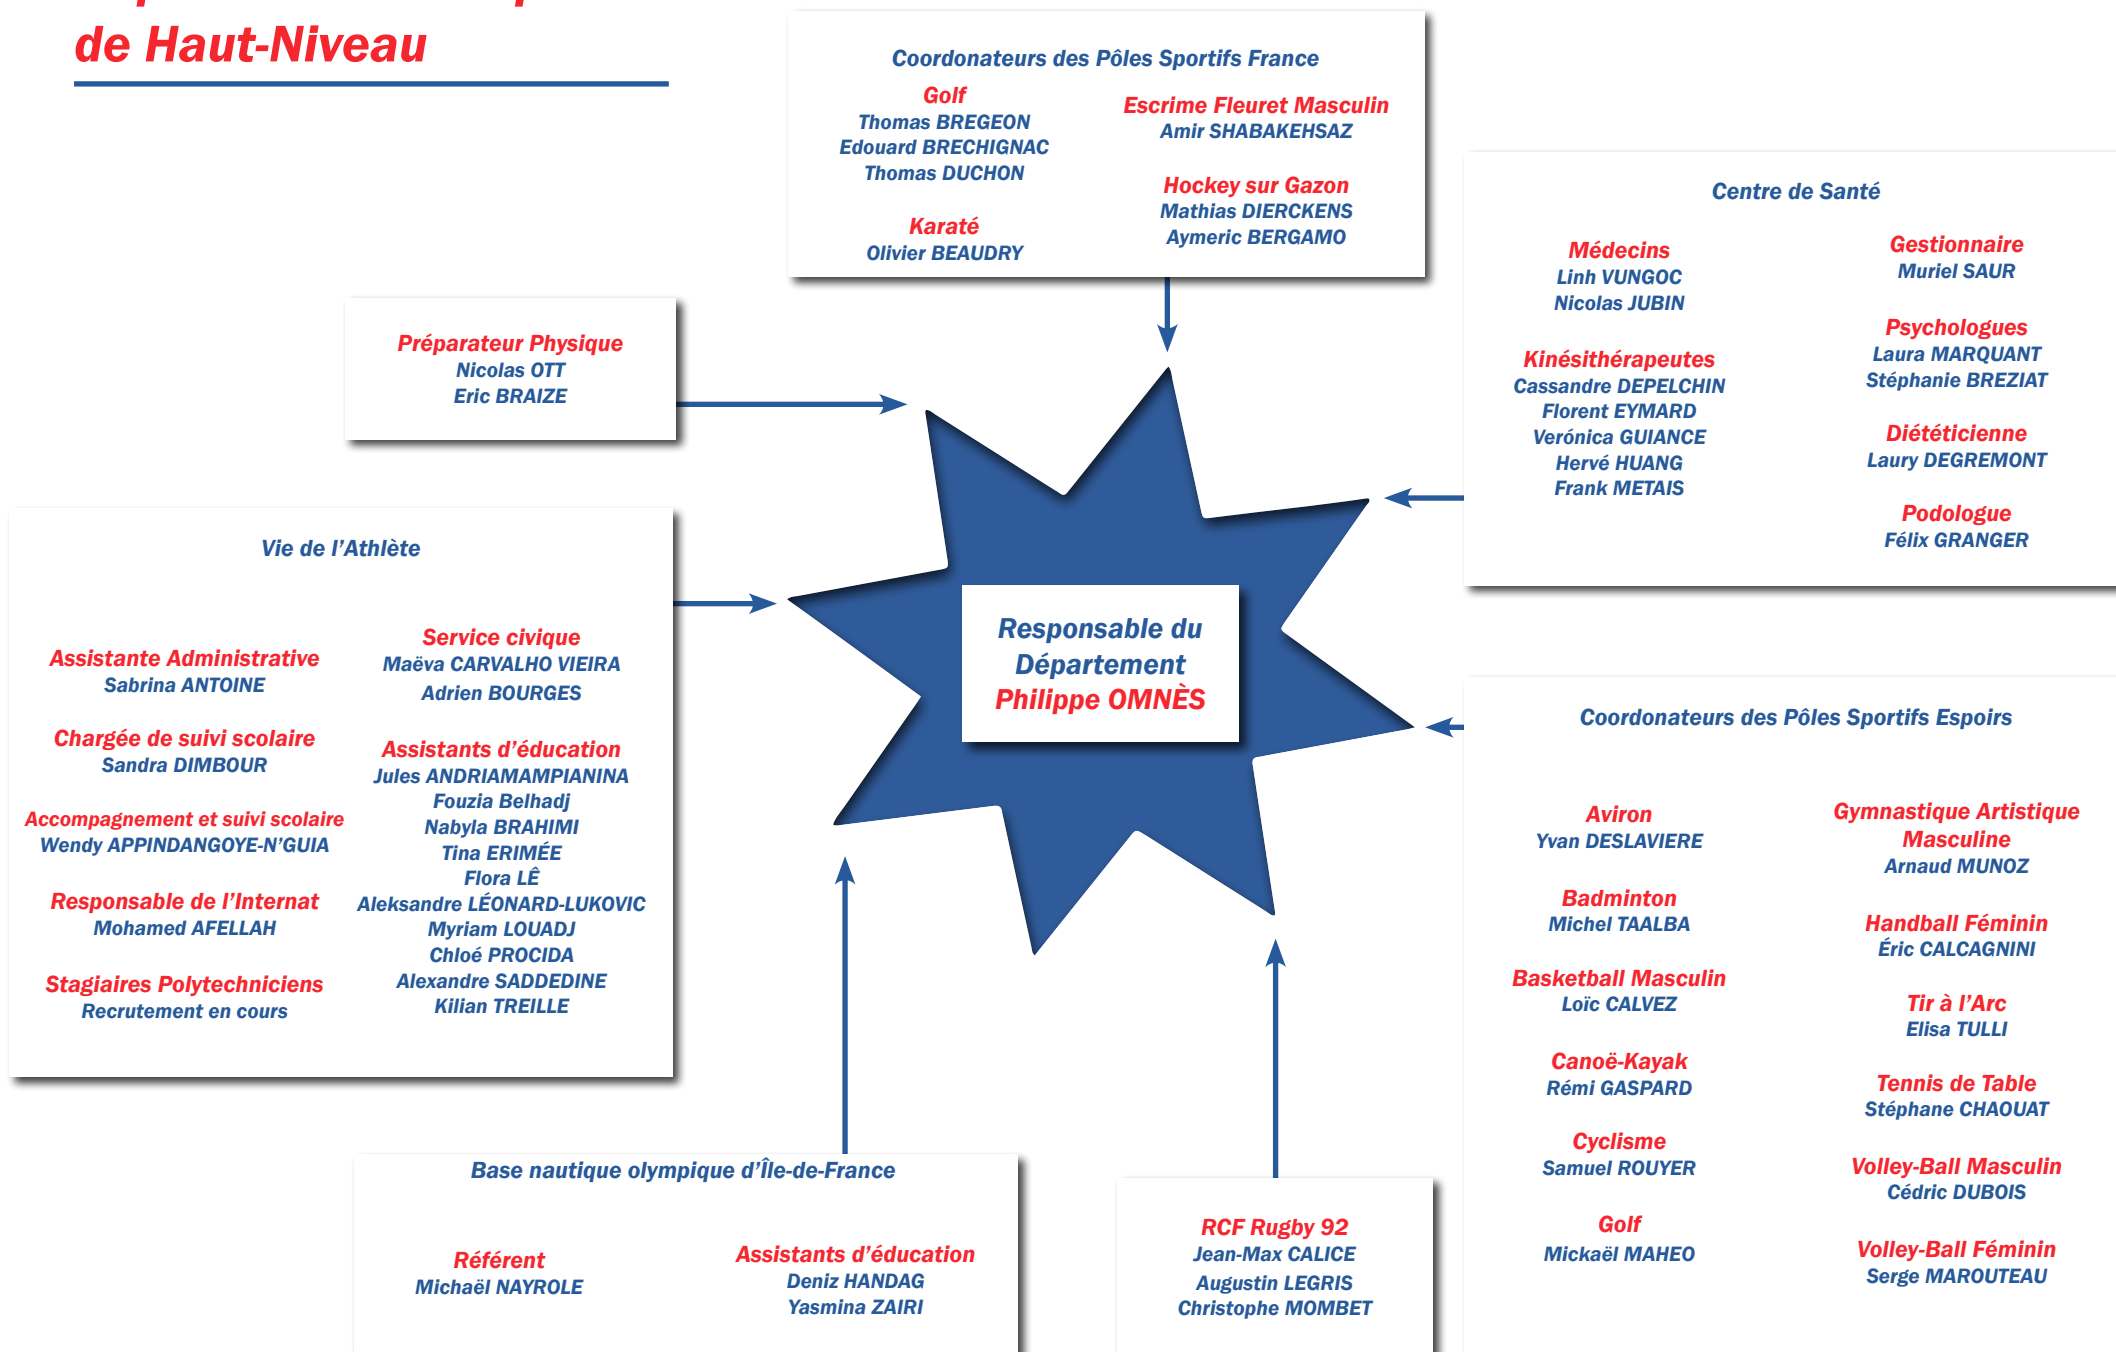 de Haut-Niveau
Coordonateurs des Pôles Sportifs France
Golf
Thomas BREGEON
Edouard BRECHIGNAC
Thomas DUCHON
Karaté
Olivier BEAUDRY
Escrime Fleuret Masculin
Amir SHABAKEHSAZ
Hockey sur Gazon
Mathias DIERCKENS
Aymeric BERGAMO
Centre de Santé
Médecins
Linh VUNGOC
Nicolas JUBIN
Kinésithérapeutes
Cassandre DEPELCHIN
Florent EYMARD
Verónica GUIANCE
Hervé HUANG
Frank METAIS
Gestionnaire
Muriel SAUR
Psychologues
Laura MARQUANT
Stéphanie BREZIAT
Diététicienne
Laury DEGREMONT
Podologue
Félix GRANGER
Préparateur Physique
Nicolas OTT
Eric BRAIZE
Vie de l'Athlète
Assistante Administrative
Sabrina ANTOINE
Chargée de suivi scolaire
Sandra DIMBOUR
Accompagnement et suivi scolaire
Wendy APPINDANGOYE-N'GUIA
Responsable de l'Internat
Mohamed AFELLAH
Stagiaires Polytechniciens
Recrutement en cours
Service civique
Maëva CARVALHO VIEIRA
Adrien BOURGES
Assistants d'éducation
Jules ANDRIAMAMPIANINA
Fouzia Belhadj
Nabyla BRAHIMI
Tina ERIMÉE
Flora LÊ
Aleksandre LÉONARD-LUKOVIC
Myriam LOUADJ
Chloé PROCIDA
Alexandre SADDEDINE
Kilian TREILLE
Responsable du
Département
Philippe OMNÈS
Coordonateurs des Pôles Sportifs Espoirs
Aviron
Yvan DESLAVIERE
Badminton
Michel TAALBA
Basketball Masculin
Loïc CALVEZ
Canoë-Kayak
Rémi GASPARD
Cyclisme
Samuel ROUYER
Golf
Mickaël MAHEO
Gymnastique Artistique
Masculine
Arnaud MUNOZ
Handball Féminin
Éric CALCAGNINI
Tir à l'Arc
Elisa TULLI
Tennis de Table
Stéphane CHAOUAT
Volley-Ball Masculin
Cédric DUBOIS
Volley-Ball Féminin
Serge MAROUTEAU
Base nautique olympique d'Île-de-France
Référent
Michaël NAYROLE
Assistants d'éducation
Deniz HANDAG
Yasmina ZAIRI
RCF Rugby 92
Jean-Max CALICE
Augustin LEGRIS
Christophe MOMBET